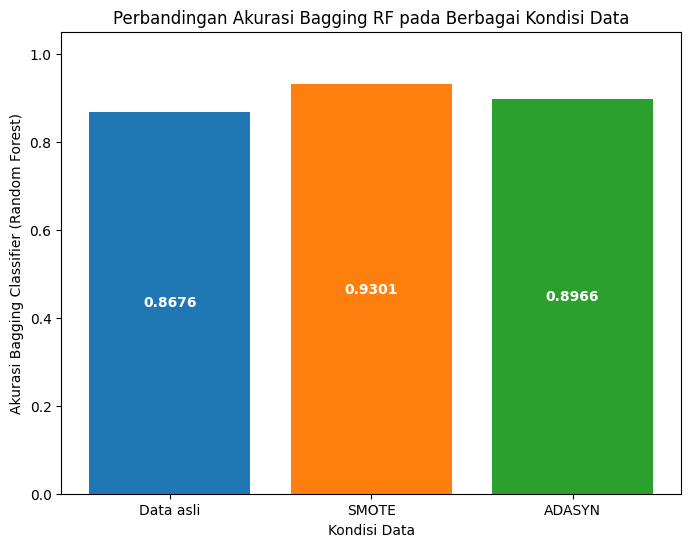 Perbandingan Akurasi Bagging RF pada Berbagai Kondisi Data
Akurasi Bagging Classifier (Random Forest)
1.0
0.8
0.6
0.4
0.2
0.0
0.8676
0.9301
0.8966
Data asli
SMOTE
ADASYN
Kondisi Data